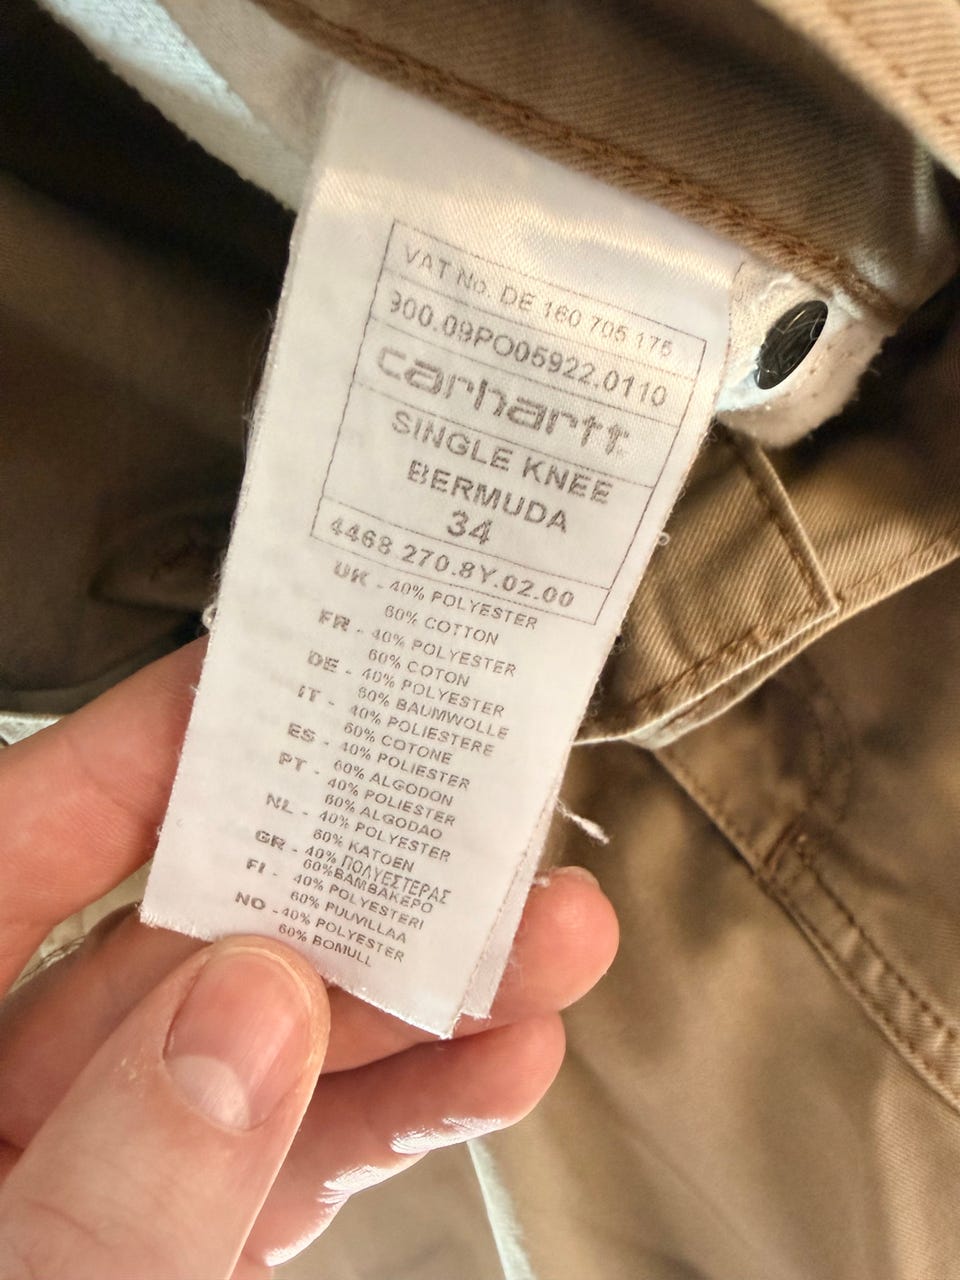 VAT No. DE 160 705 175
900.09PO05922.0110
carhartt
SINGLE KNEE
BERMUDA
34
4468 270.8Y.02.00
UK - 40% POLYESTER
60% COTTON
FR - 40% POLYESTER
60% COTON
DE - 40% POLYESTER
60% BAUMWOLLE
IT - 40% POLIESTERE
60% COTONE
ES - 40% POLIESTER
60% ALGODON
PT - 40% POLIESTER
60% ALGODAO
NL - 40% POLYESTER
60% KATOEN
GR - 40% ΠΟΛΥΕΣΤΕΡΑΣ
60%ΒΑΜΒΑΚΕΡΟ
FI - 40% POLYESTERI
60% PUUVILLAA
NO - 40% POLYESTER
60% BOMULL